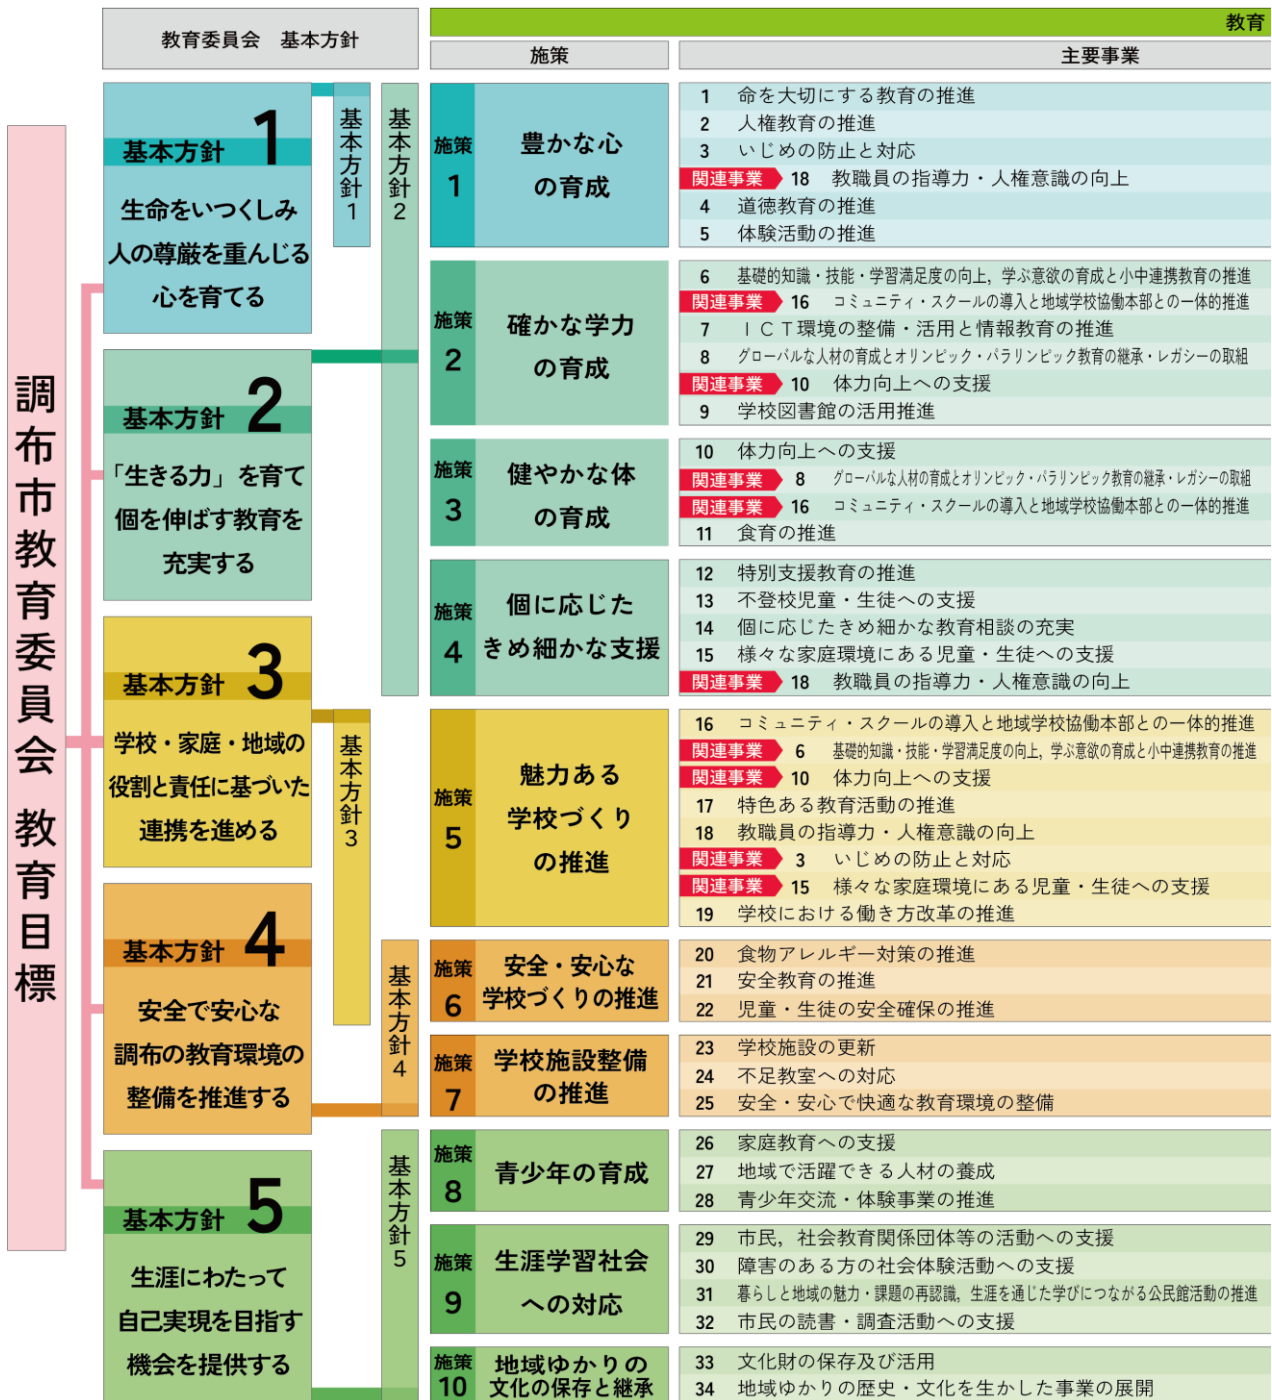 教育委員会　基本方針
教育
施策
主要事業
調布市教育委員会 教育目標
基本方針 1
生命をいつくしみ
人の尊厳を重んじる
心を育てる
基本方針 2
「生きる力」を育て
個を伸ばす教育を
充実する
基本方針 3
学校・家庭・地域の
役割と責任に基づいた
連携を進める
基本方針 4
安全で安心な
調布の教育環境の
整備を推進する
基本方針 5
生涯にわたって
自己実現を目指す
機会を提供する
基本方針1
基本方針2
基本方針3
基本方針4
基本方針5
施策 1
豊かな心
の育成
1 命を大切にする教育の推進
2 人権教育の推進
3 いじめの防止と対応
関連事業 18 教職員の指導力・人権意識の向上
4 道徳教育の推進
5 体験活動の推進
施策 2
確かな学力
の育成
6 基礎的知識・技能・学習満足度の向上，学ぶ意欲の育成と小中連携教育の推進
関連事業 16 コミュニティ・スクールの導入と地域学校協働本部との一体的推進
7 ＩＣＴ環境の整備・活用と情報教育の推進
8 グローバルな人材の育成とオリンピック・パラリンピック教育の継承・レガシーの取組
関連事業 10 体力向上への支援
9 学校図書館の活用推進
施策 3
健やかな体
の育成
10 体力向上への支援
関連事業 8 グローバルな人材の育成とオリンピック・パラリンピック教育の継承・レガシーの取組
関連事業 16 コミュニティ・スクールの導入と地域学校協働本部との一体的推進
11 食育の推進
施策 4
個に応じた
きめ細かな支援
12 特別支援教育の推進
13 不登校児童・生徒への支援
14 個に応じたきめ細かな教育相談の充実
15 様々な家庭環境にある児童・生徒への支援
関連事業 18 教職員の指導力・人権意識の向上
施策 5
魅力ある
学校づくり
の推進
16 コミュニティ・スクールの導入と地域学校協働本部との一体的推進
関連事業 6 基礎的知識・技能・学習満足度の向上，学ぶ意欲の育成と小中連携教育の推進
関連事業 10 体力向上への支援
17 特色ある教育活動の推進
18 教職員の指導力・人権意識の向上
関連事業 3 いじめの防止と対応
関連事業 15 様々な家庭環境にある児童・生徒への支援
19 学校における働き方改革の推進
施策 6
安全・安心な
学校づくりの推進
20 食物アレルギー対策の推進
21 安全教育の推進
22 児童・生徒の安全確保の推進
施策 7
学校施設整備
の推進
23 学校施設の更新
24 不足教室への対応
25 安全・安心で快適な教育環境の整備
施策 8
青少年の育成
26 家庭教育への支援
27 地域で活躍できる人材の養成
28 青少年交流・体験事業の推進
施策 9
生涯学習社会
への対応
29 市民，社会教育関係団体等の活動への支援
30 障害のある方の社会体験活動への支援
31 暮らしと地域の魅力・課題の再認識，生涯を通じた学びにつながる公民館活動の推進
32 市民の読書・調査活動への支援
施策 10
地域ゆかりの
文化の保存と継承
33 文化財の保存及び活用
34 地域ゆかりの歴史・文化を生かした事業の展開